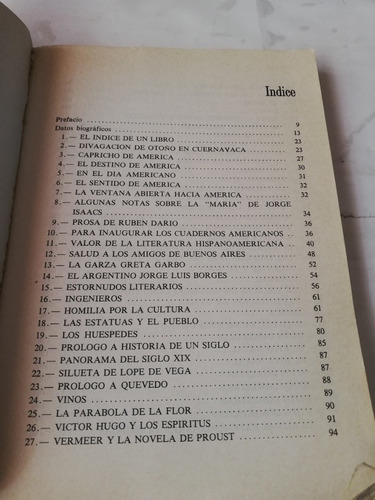 Indice
Prefacio 9
Datos biográficos 13
1.— EL INDICE DE UN LIBRO 23
2.— DIVAGACION DE OTOÑO EN CUERNAVACA 23
3.— CAPRICHO DE AMERICA 27
4.— EL DESTINO DE AMERICA 30
5.— EN EL DIA AMERICANO 31
6.— EL SENTIDO DE AMERICA 32
7.— LA VENTANA ABIERTA HACIA AMERICA 32
8.— ALGUNAS NOTAS SOBRE LA "MARIA" DE JORGE
ISAACS 34
9.— PROSA DE RUBEN DARIO 36
10.— PARA INAUGURAR LOS CUADERNOS AMERICANOS 36
11.— VALOR DE LA LITERATURA HISPANOAMERICANA 40
12.— SALUD A LOS AMIGOS DE BUENOS AIRES 48
13.— LA GARZA GRETA GARBO 52
14.— EL ARGENTINO JORGE LUIS BORGES 54
15.— ESTORNUDOS LITERARIOS 56
16.— INGENIEROS 61
17.— HOMILIA POR LA CULTURA 61
18.— LAS ESTATUAS Y EL PUEBLO 77
19.— LOS HUESPEDES 80
20.— PROLOGO A HISTORIA DE UN SIGLO 85
21.— PANORAMA DEL SIGLO XIX 87
22.— SILUETA DE LOPE DE VEGA 87
23.— PROLOGO A QUEVEDO 88
24.— VINOS 89
25.— LA PARABOLA DE LA FLOR 90
26.— VICTOR HUGO Y LOS ESPIRITUS 91
27.— VERMEER Y LA NOVELA DE PROUST 94